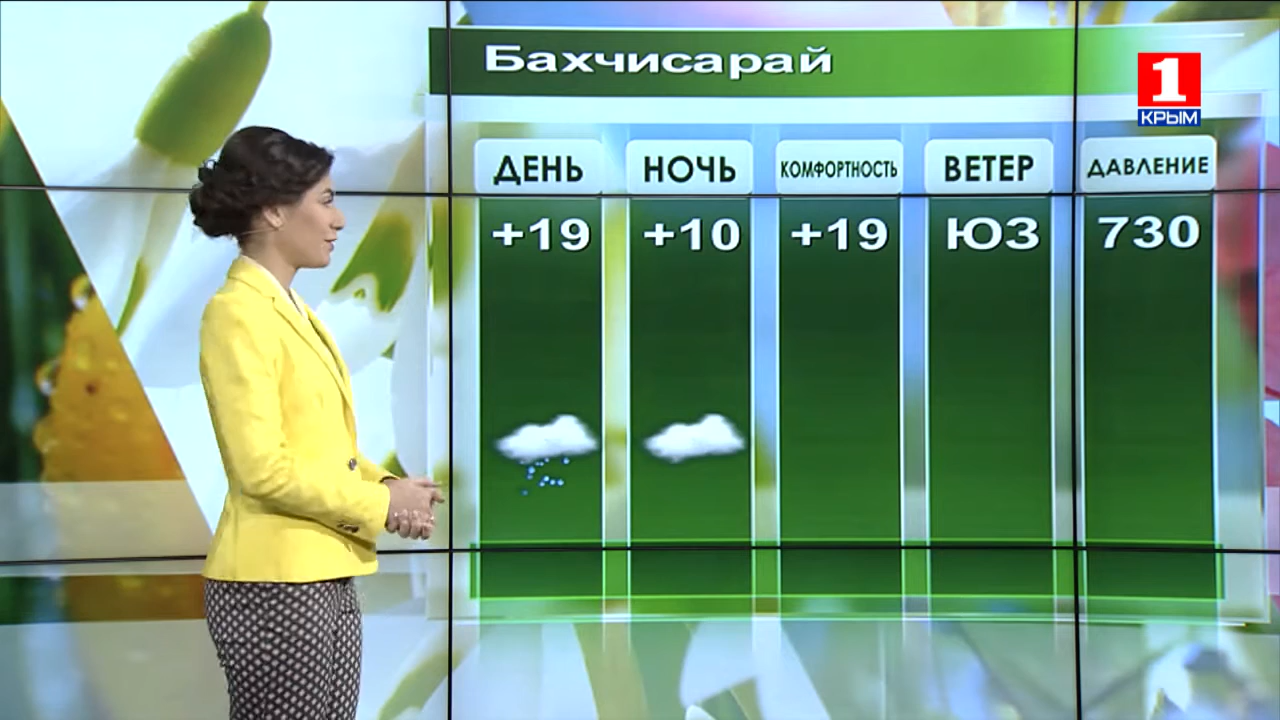 Бахчисарай
1
КРЫМ
ДЕНЬ НОЧЬ КОМФОРТНОСТЬ ВЕТЕР ДАВЛЕНИЕ
+19 +10 +19 ЮЗ 730